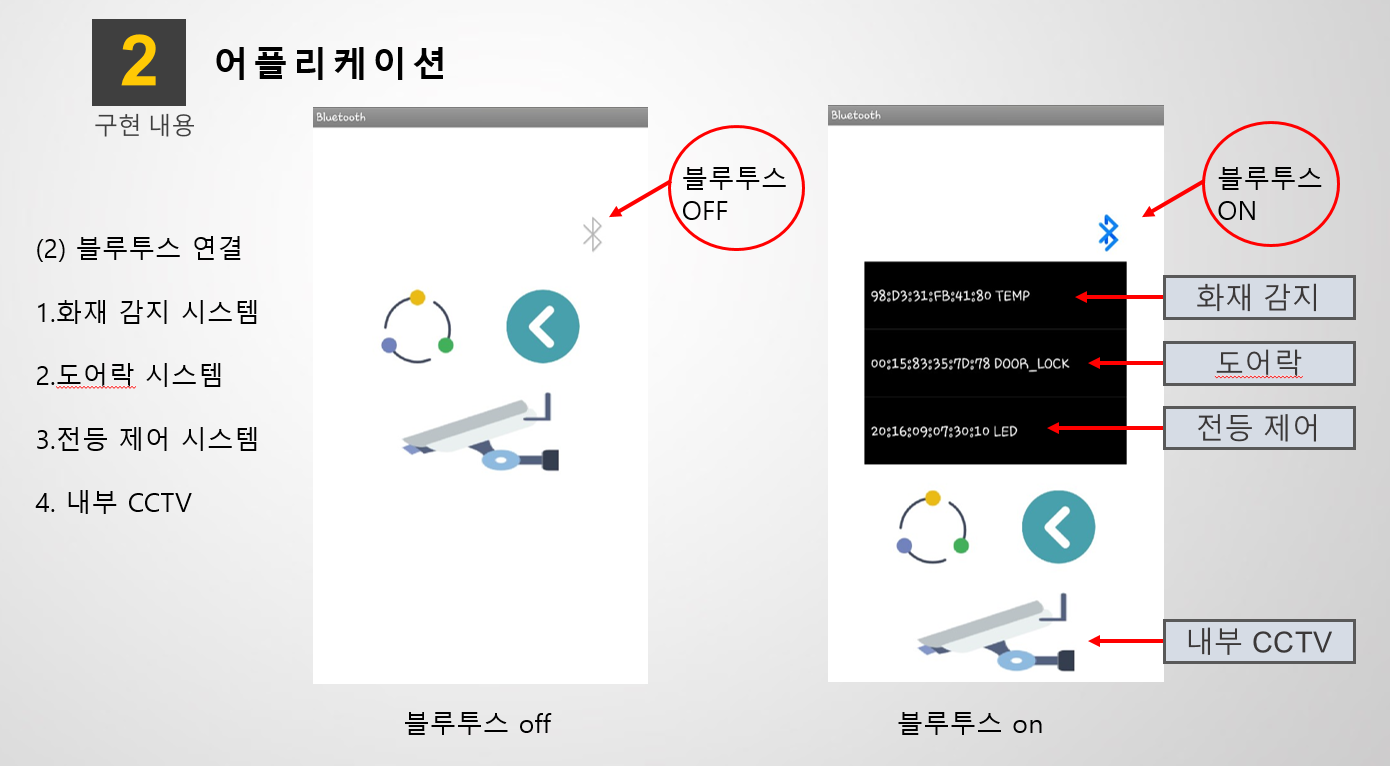 2
어플리케이션
구현 내용
(2) 블루투스 연결
1.화재 감지 시스템
2.도어락 시스템
3.전등 제어 시스템
4. 내부 CCTV
Bluetooth
블루투스
OFF
블루투스 off
Bluetooth
블루투스
ON
98:D3:31:FB:41:80 TEMP
화재 감지
00:15:83:35:7D:78 DOOR_LOCK
도어락
20:16:09:07:30:10 LED
전등 제어
내부 CCTV
블루투스 on